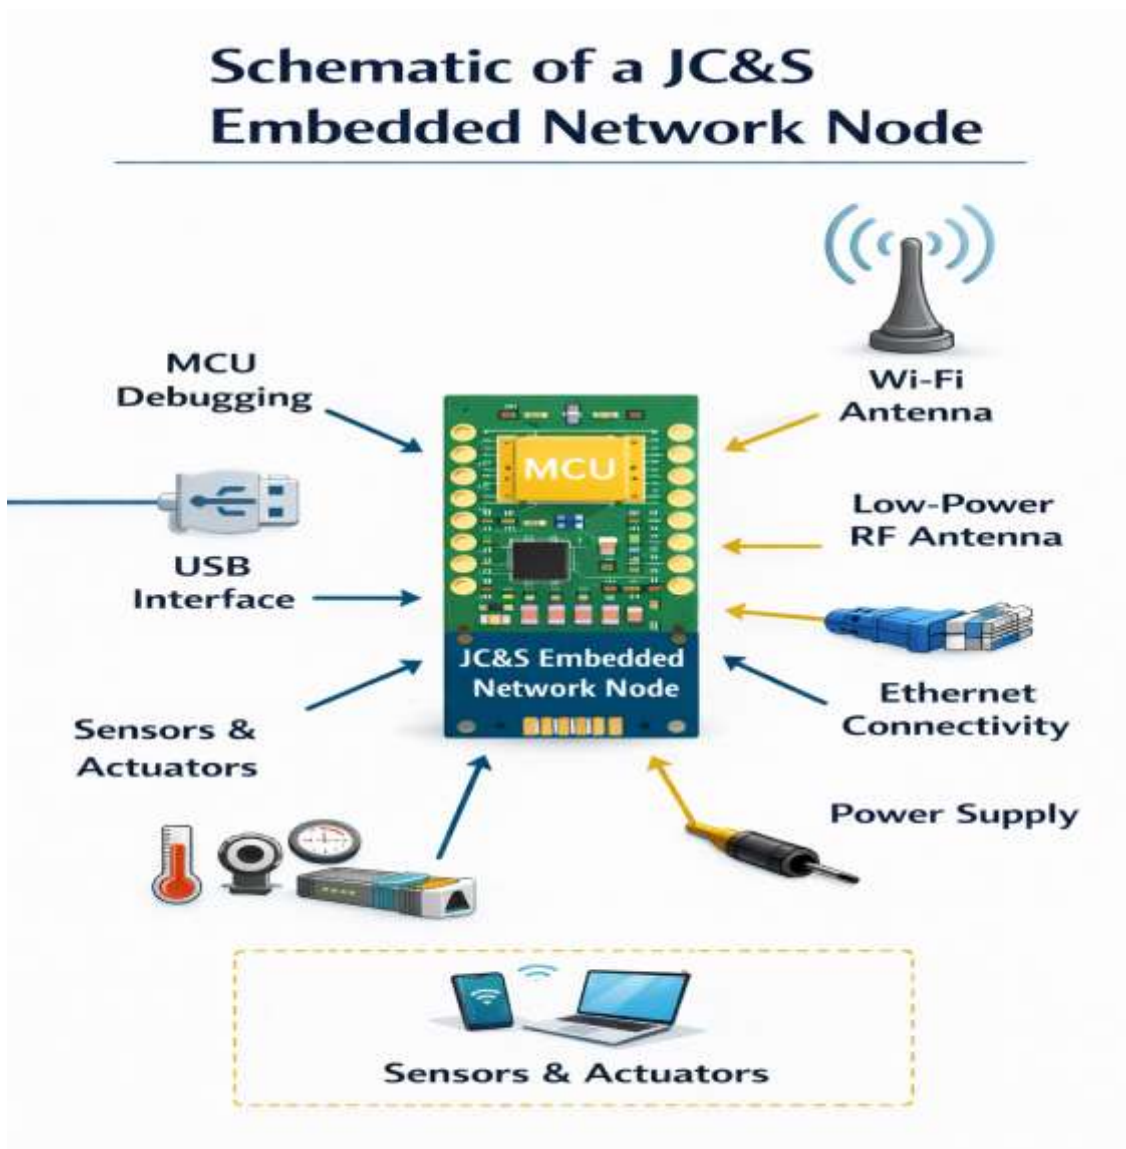 Schematic of a JC&S
Embedded Network Node
MCU
Debugging
Wi-Fi
Antenna
MCU
Low-Power
RF Antenna
USB
Interface
JC&S Embedded
Network Node
Ethernet
Connectivity
Sensors &
Actuators
Power Supply
Sensors & Actuators